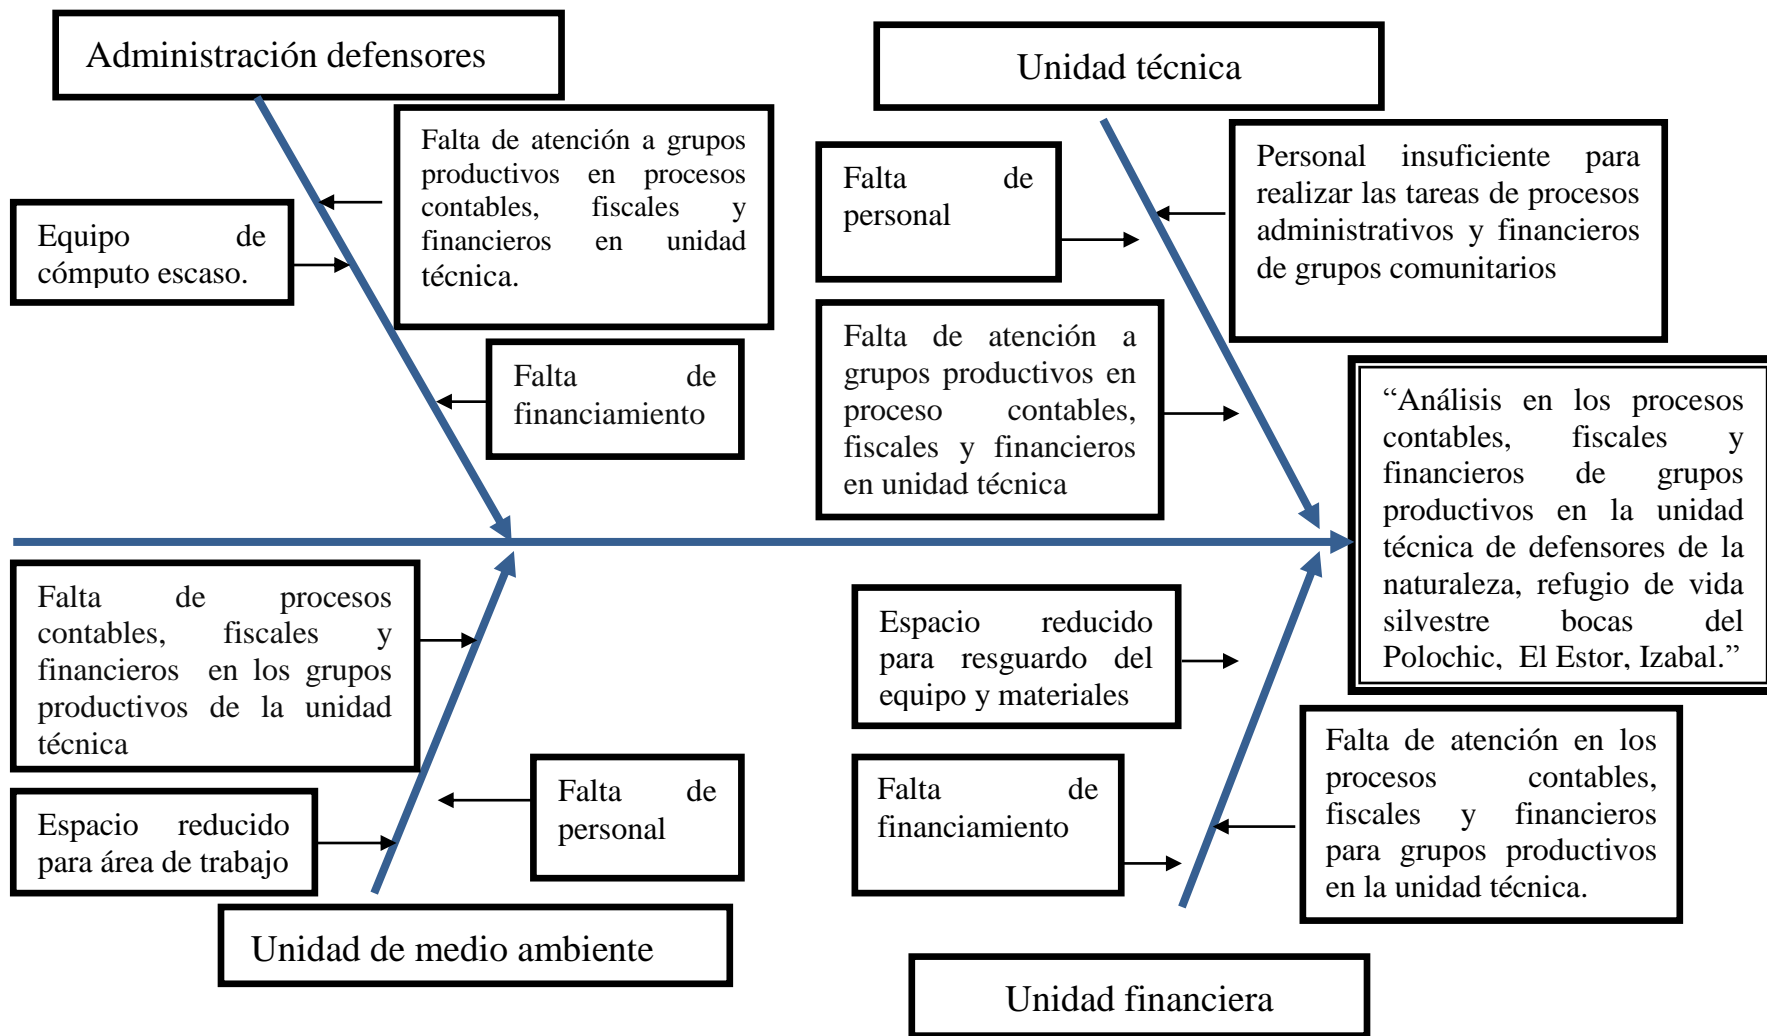 Administración defensores
Unidad técnica
Falta de atención a grupos
productivos en procesos
contables, fiscales y
financieros en unidad
técnica.
Equipo de
cómputo escaso.
Falta de
financiamiento
Falta de
personal
Personal insuficiente para
realizar las tareas de procesos
administrativos y financieros
de grupos comunitarios
Falta de atención a
grupos productivos en
proceso contables,
fiscales y financieros
en unidad técnica
“Análisis en los procesos
contables, fiscales y
financieros de grupos
productivos en la unidad
técnica de defensores de la
naturaleza, refugio de vida
silvestre bocas del
Polochic, El Estor, Izabal.”
Falta de procesos
contables, fiscales y
financieros en los grupos
productivos de la unidad
técnica
Espacio reducido
para área de trabajo
Falta de
personal
Espacio reducido
para resguardo del
equipo y materiales
Falta de
financiamiento
Falta de atención en los
procesos contables,
fiscales y financieros
para grupos productivos
en la unidad técnica.
Unidad de medio ambiente
Unidad financiera